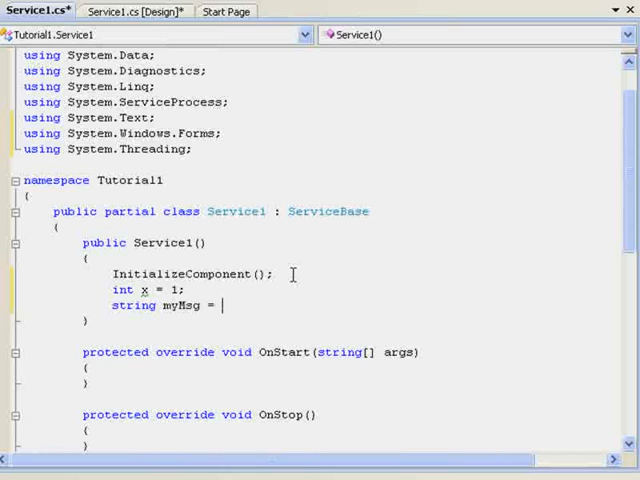 Service1.cs* Service1.cs [Design]* Start Page
Tutorial1.Service1 Service1()
using System.Data;
using System.Diagnostics;
using System.Linq;
using System.ServiceProcess;
using System.Text;
using System.Windows.Forms;
using System.Threading;
namespace Tutorial1
{
public partial class Service1 : ServiceBase
{
public Service1()
{
InitializeComponent();
int x = 1;
string myMsg =
}
protected override void OnStart(string[] args)
{
}
protected override void OnStop()
{
}